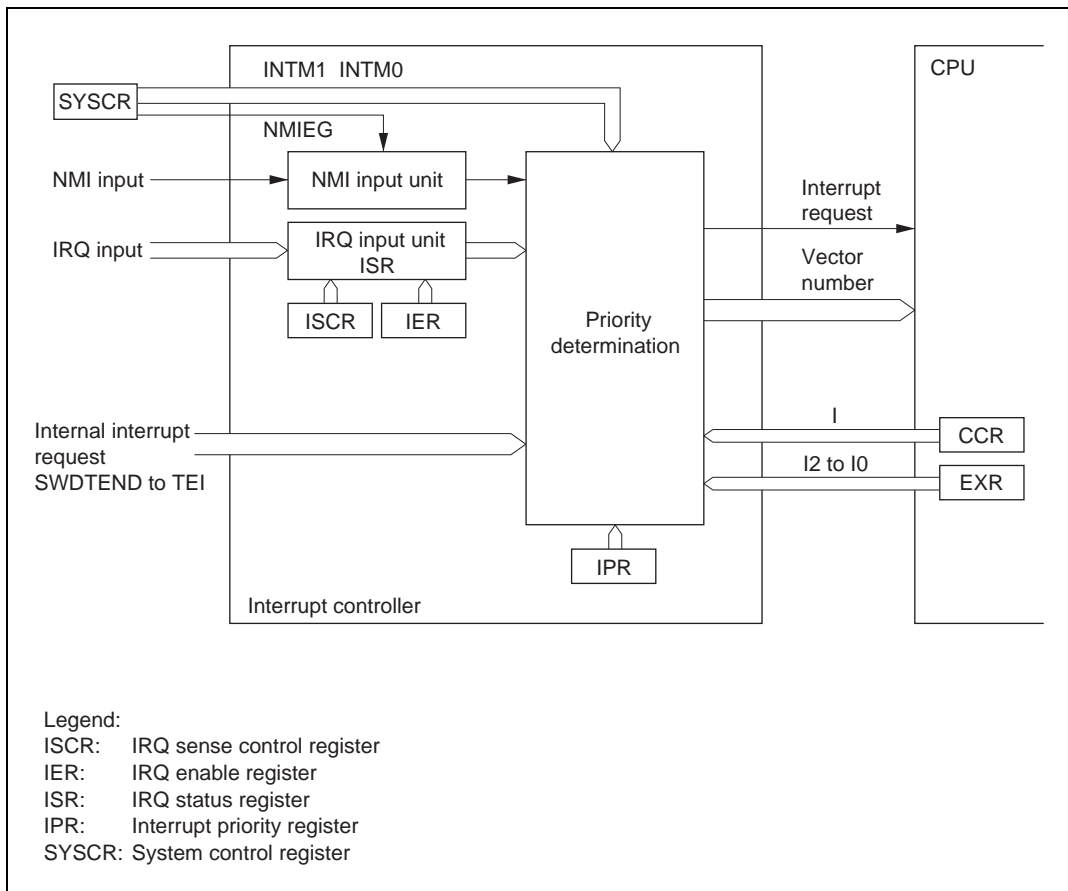 INTM1 INTM0
CPU
SYSCR
NMIEG
NMI input
NMI input unit
Interrupt
request
IRQ input
IRQ input unit
ISR
Vector
number
ISCR
IER
Priority
determination
Internal interrupt
request
SWDTEND to TEI
I
CCR
I2 to I0
EXR
IPR
Interrupt controller
Legend:
ISCR: IRQ sense control register
IER: IRQ enable register
ISR: IRQ status register
IPR: Interrupt priority register
SYSCR: System control register